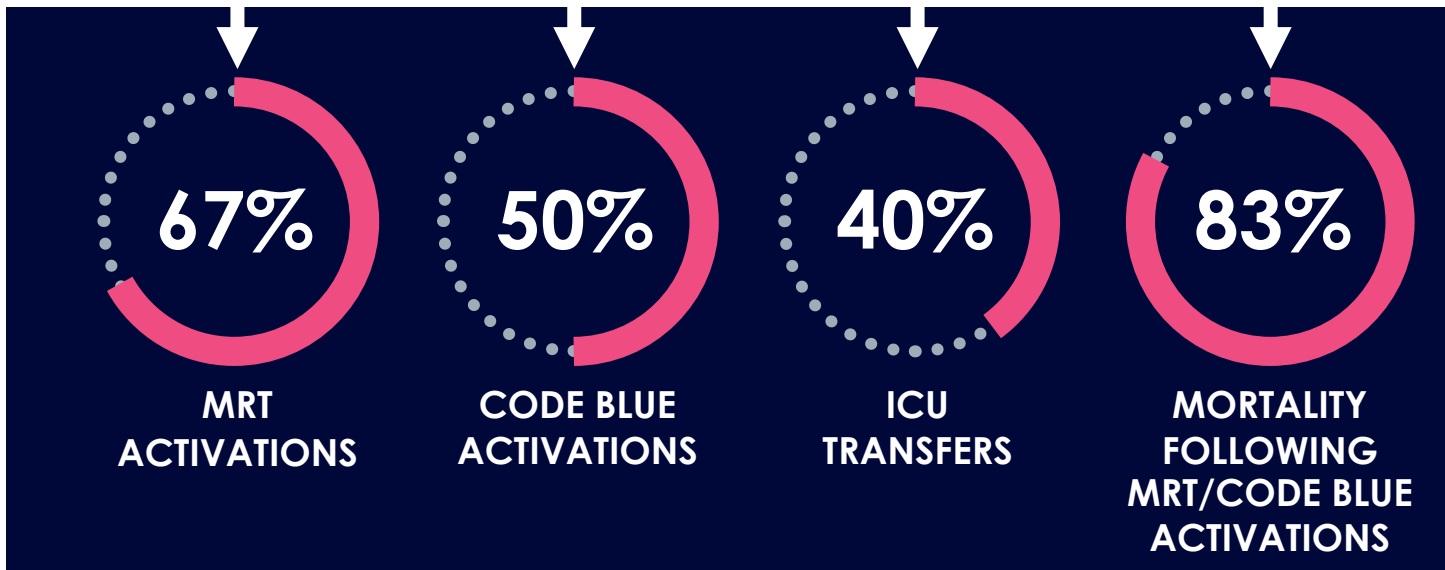 67%
MRT
ACTIVATIONS
50%
CODE BLUE
ACTIVATIONS
40%
ICU
TRANSFERS
83%
MORTALITY
FOLLOWING
MRT/CODE BLUE
ACTIVATIONS